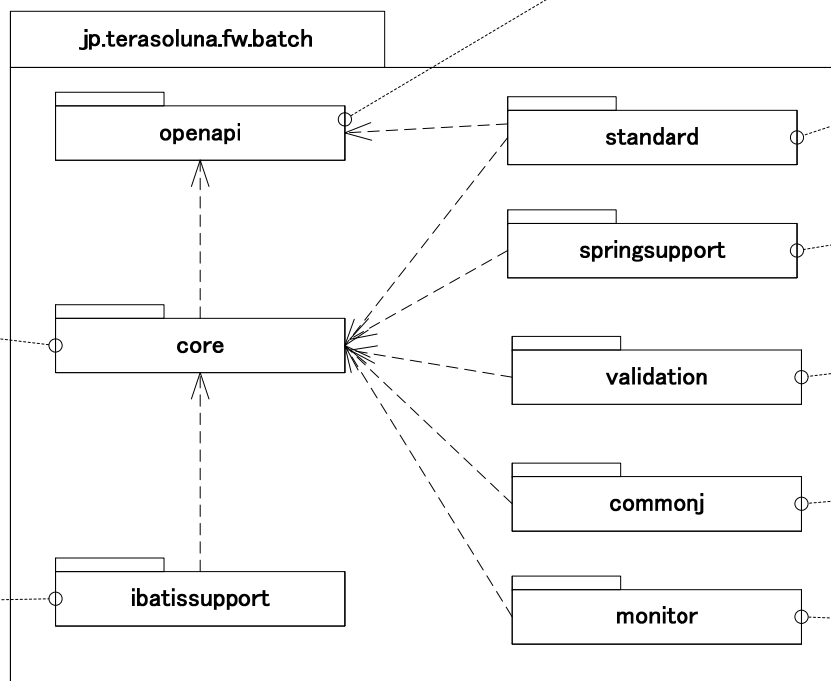 jp.terasoluna.fw.batch
openapi
standard
springsupport
core
validation
commonj
ibatissupport
monitor